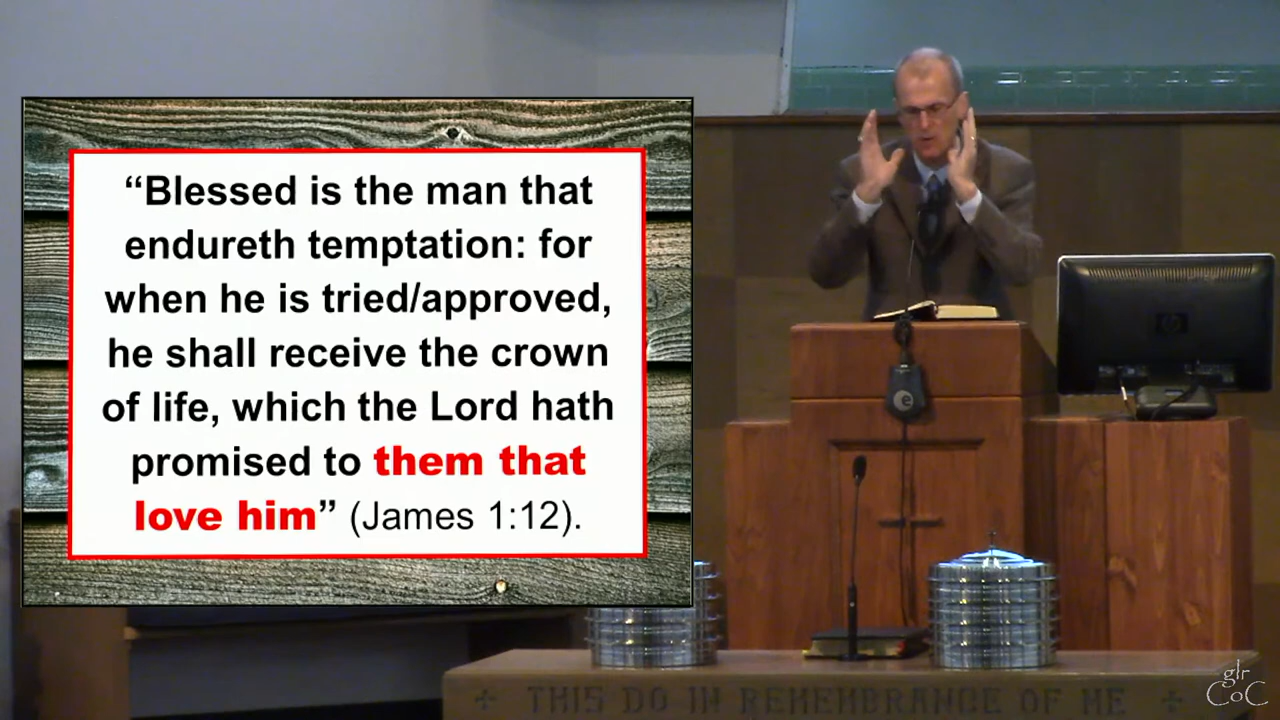 “Blessed is the man that
endureth temptation: for
when he is tried/approved,
he shall receive the crown
of life, which the Lord hath
promised to them that
love him” (James 1:12).
THIS DO IN REMEMBRANCE OF ME
glr
CoC